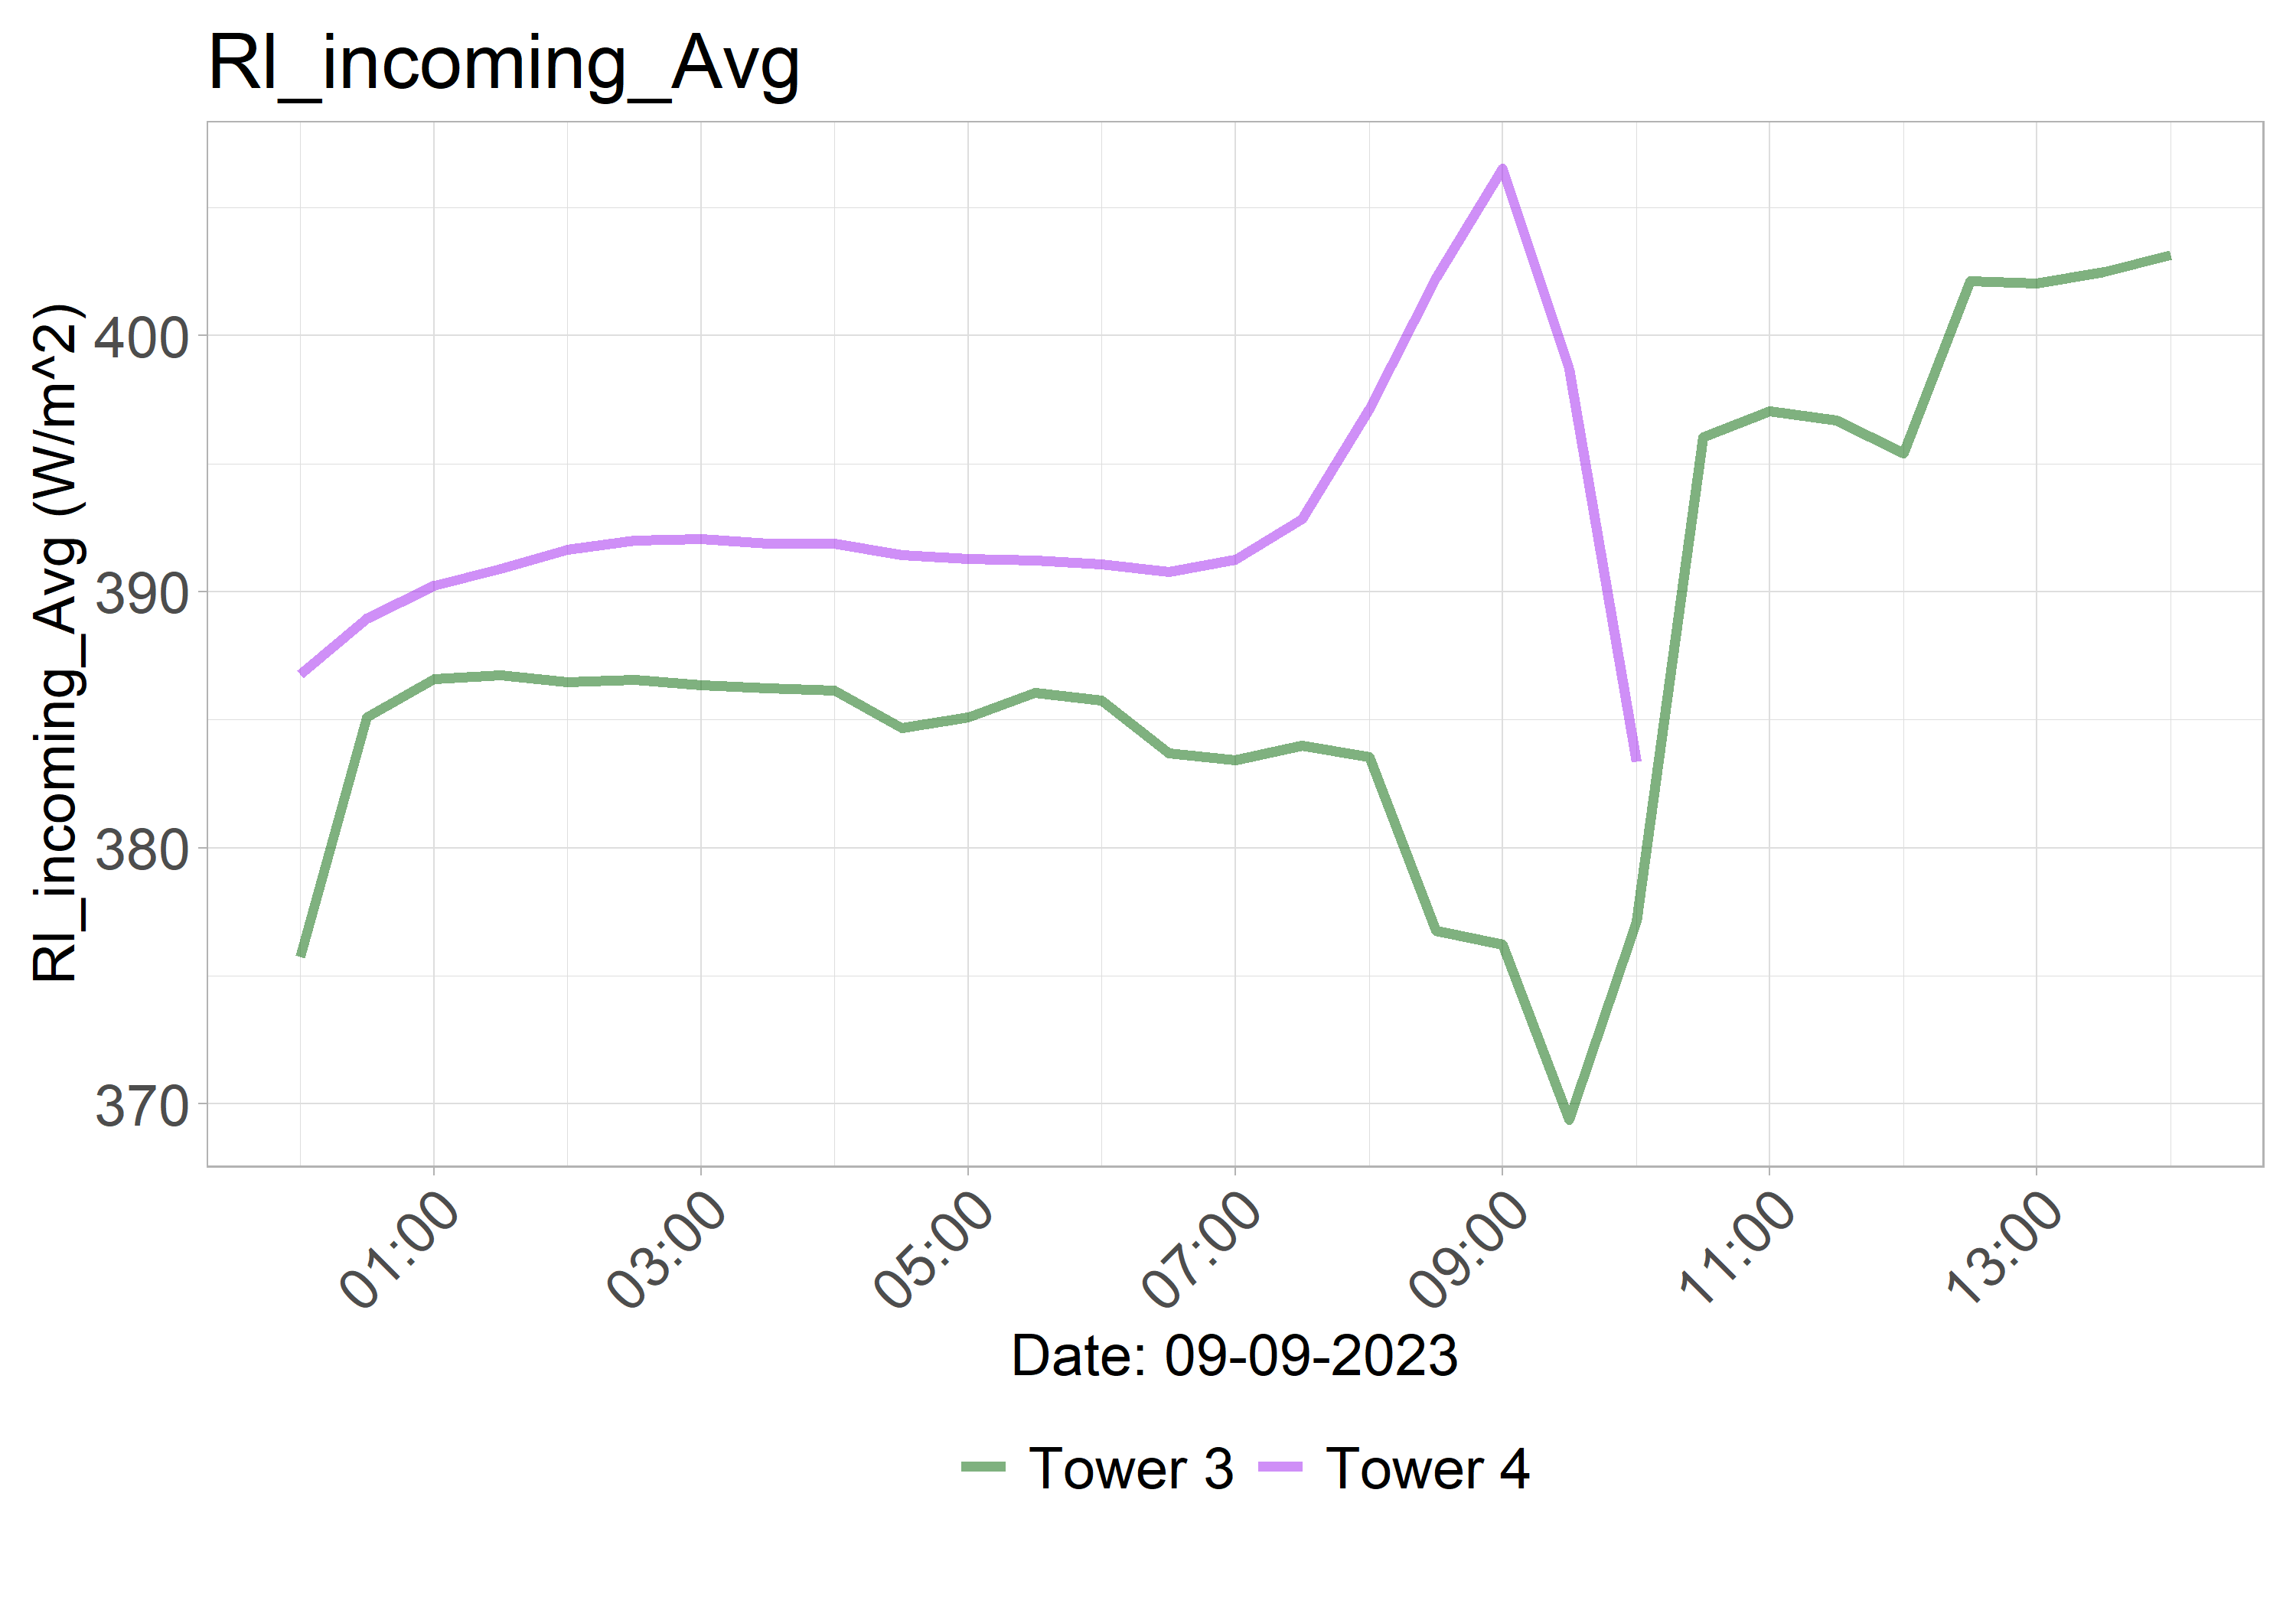 Rl_incoming_Avg
Rl_incoming_Avg (W/m^2)
400
390
380
370
01:00
03:00
05:00
07:00
09:00
11:00
13:00
Date: 09-09-2023
Tower 3
Tower 4